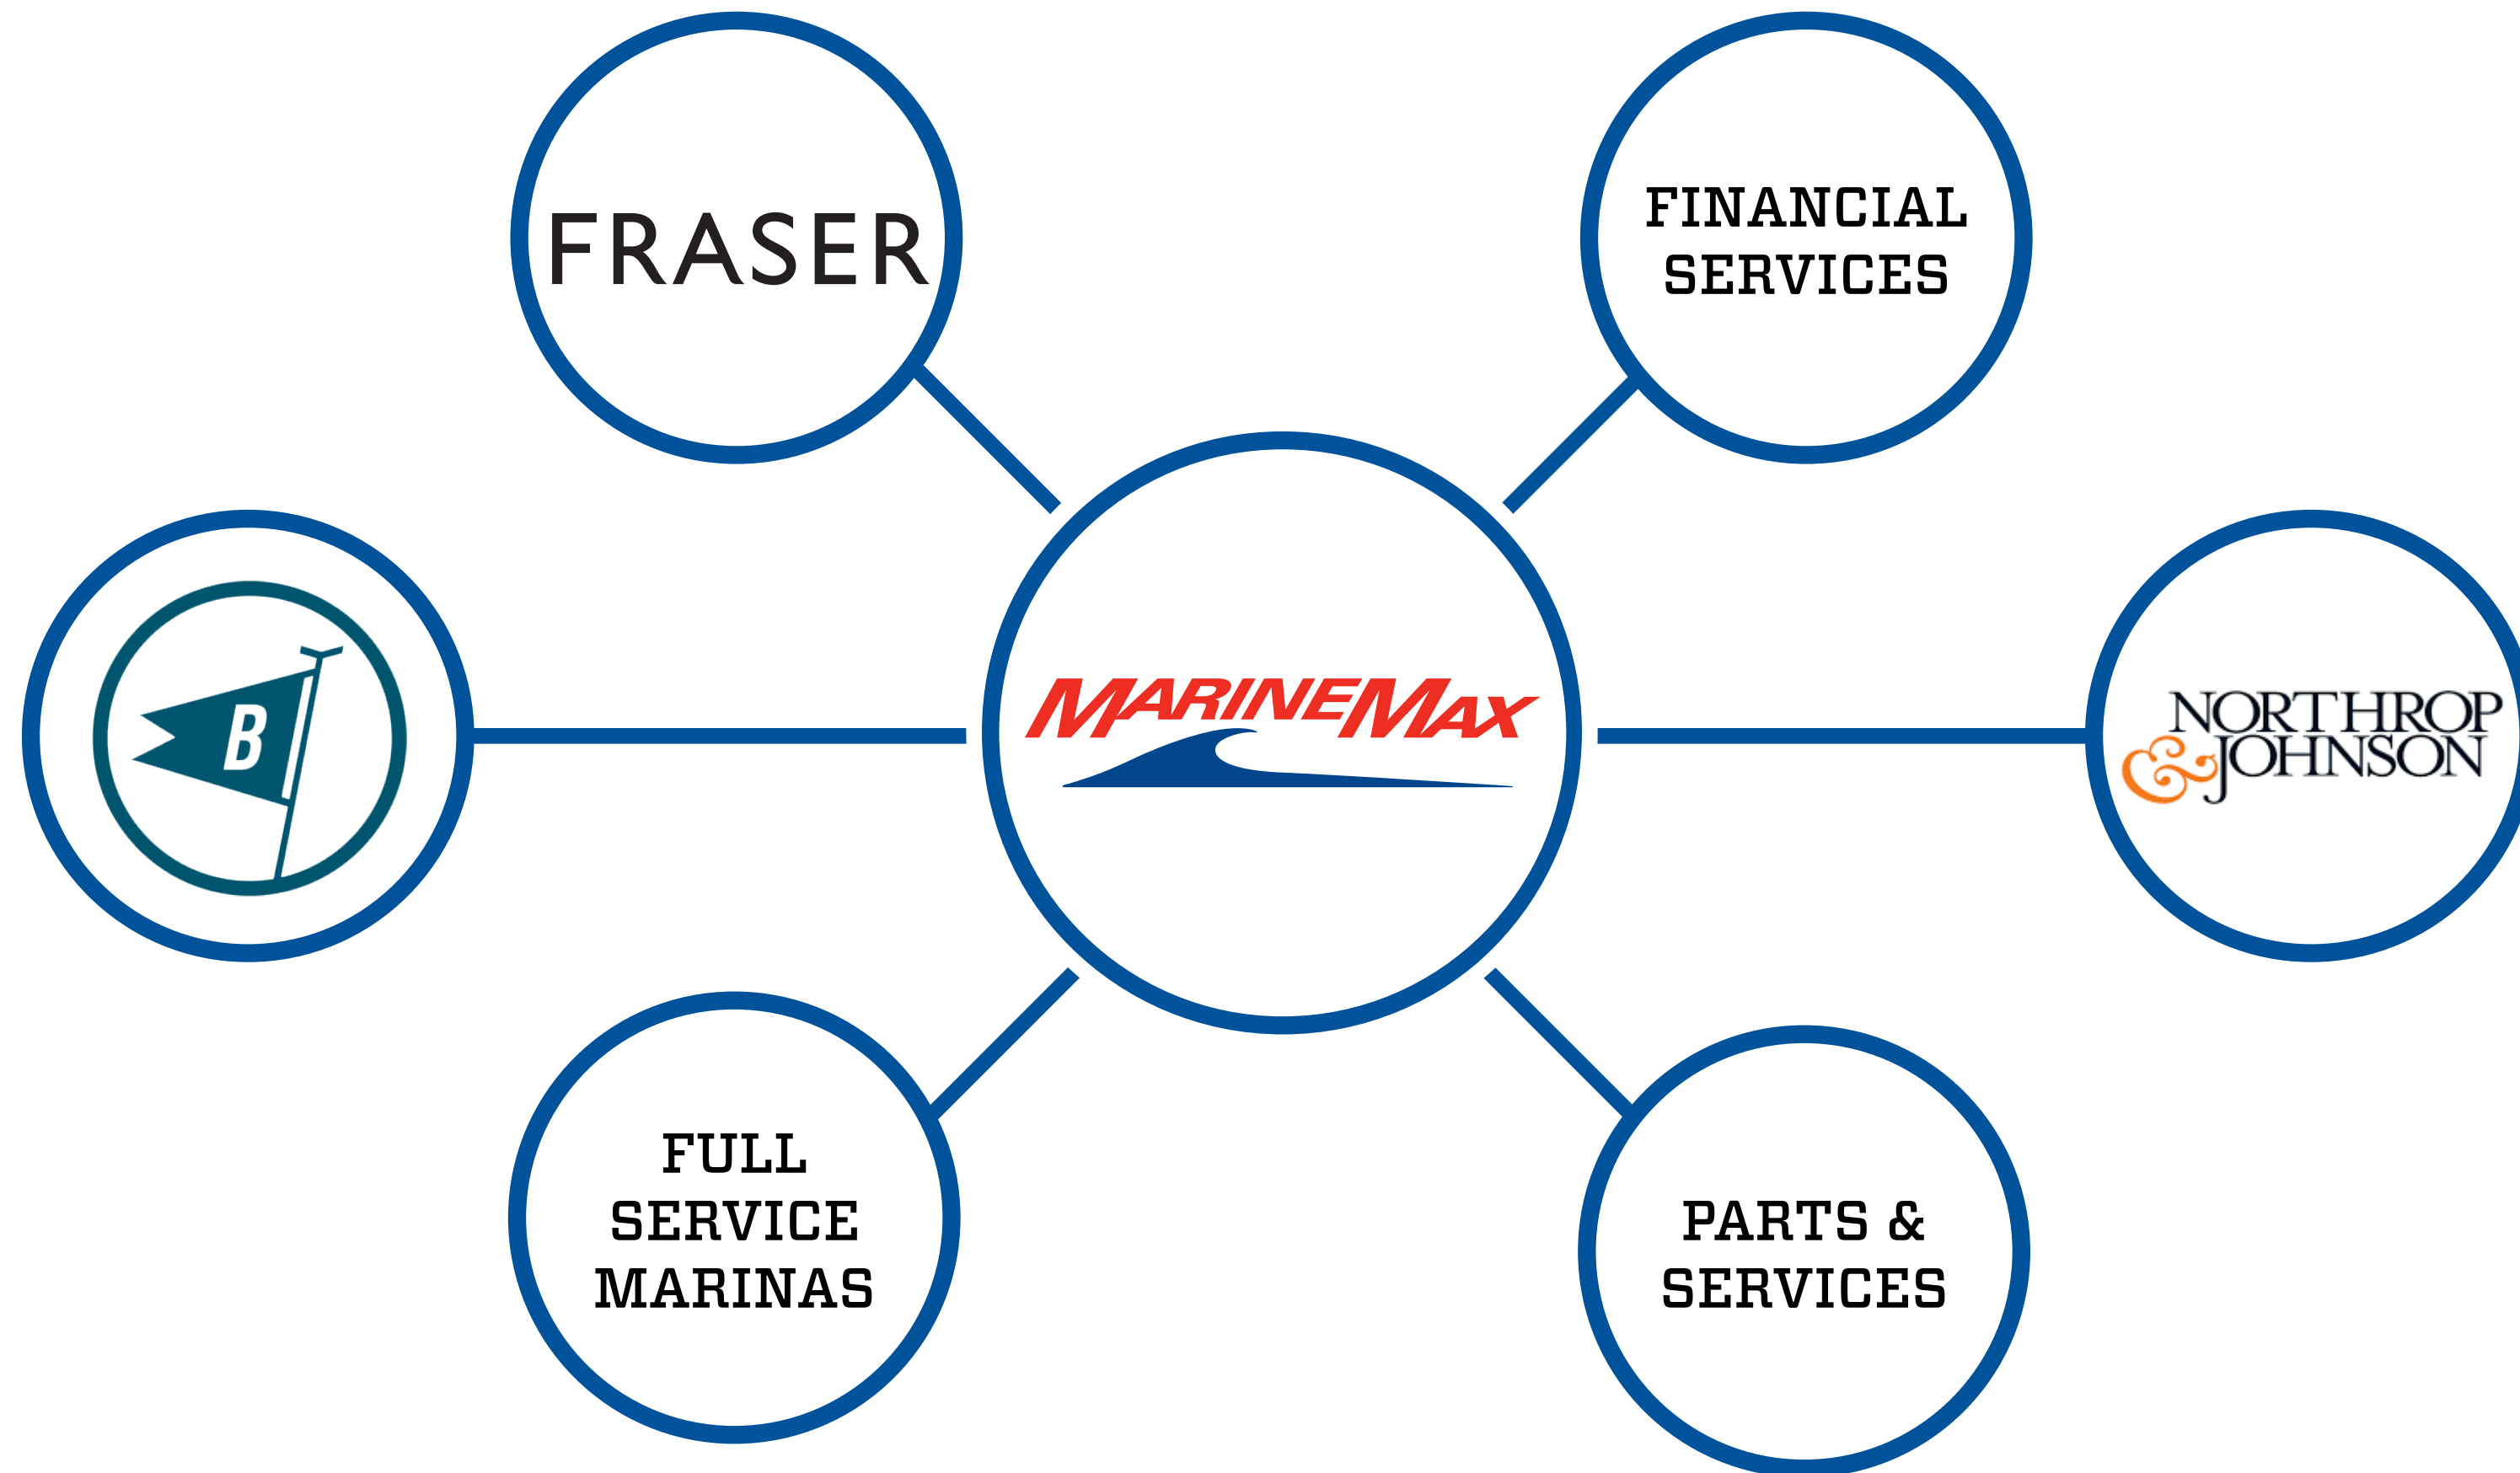 FRASER
FINANCIAL
SERVICES
B
MARINEMAX
NORTHROP
& JOHNSON
FULL
SERVICE
MARINAS
PARTS &
SERVICES